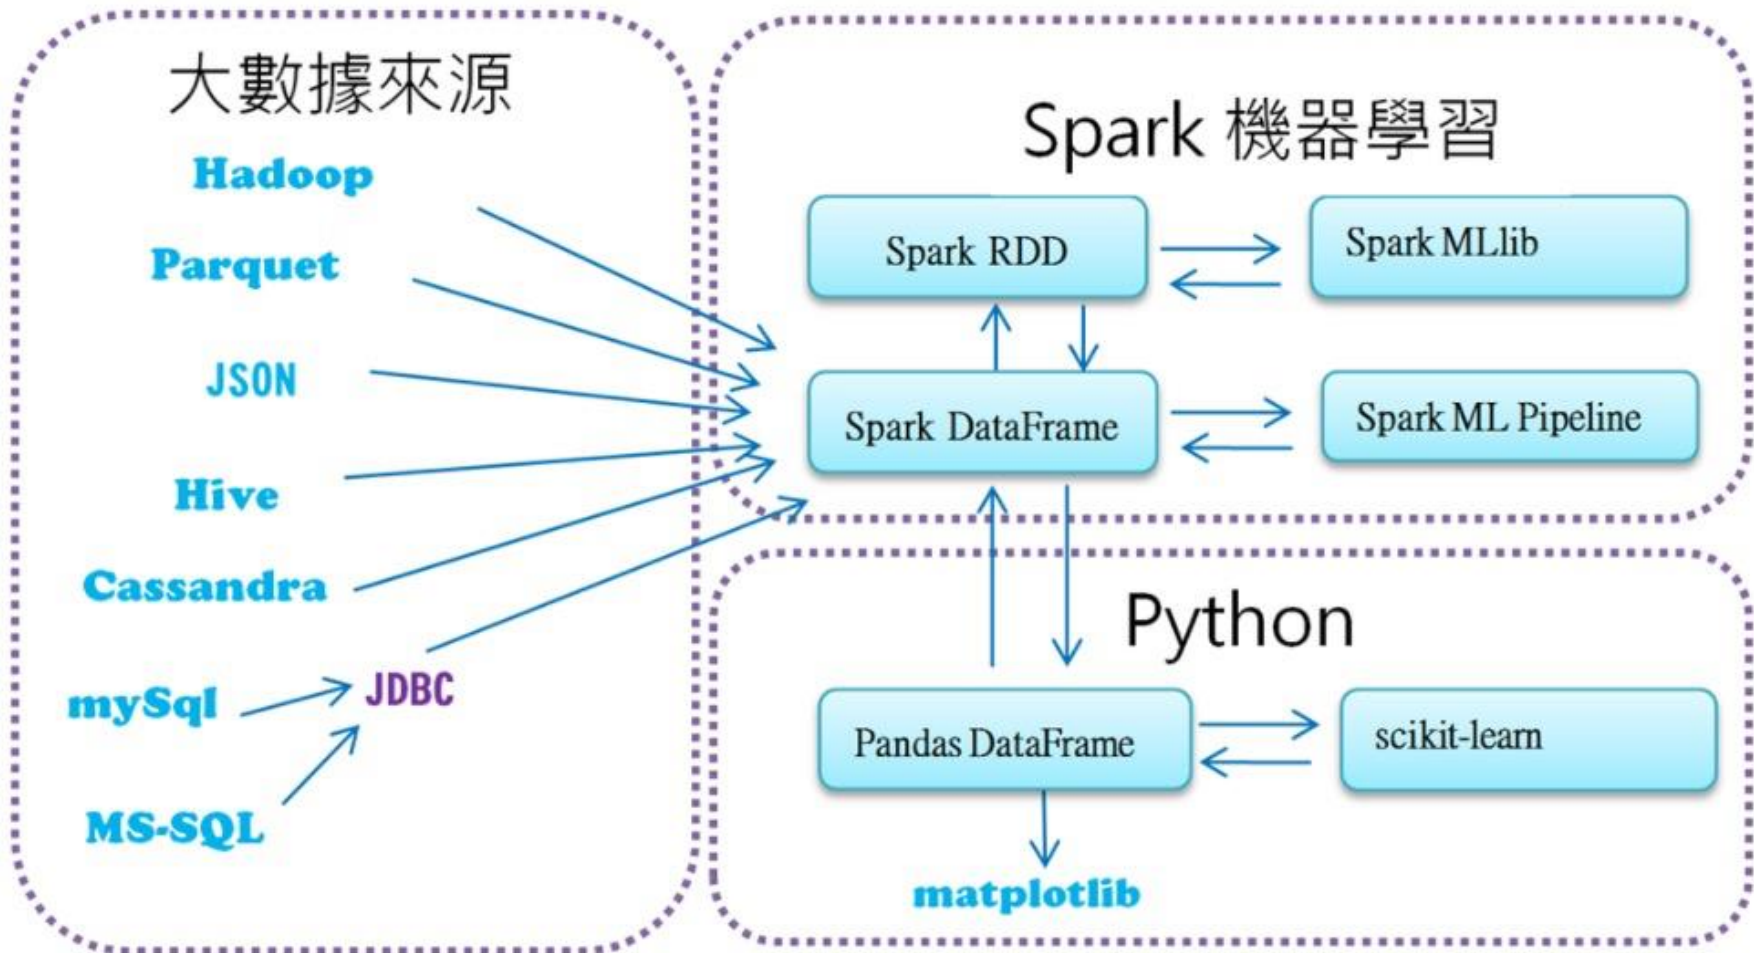 大數據來源
Hadoop
Parquet
JSON
Hive
Cassandra
mySql
JDBC
MS-SQL
Spark 機器學習
Spark RDD
Spark MLlib
Spark DataFrame
Spark ML Pipeline
Python
Pandas DataFrame
scikit-learn
matplotlib